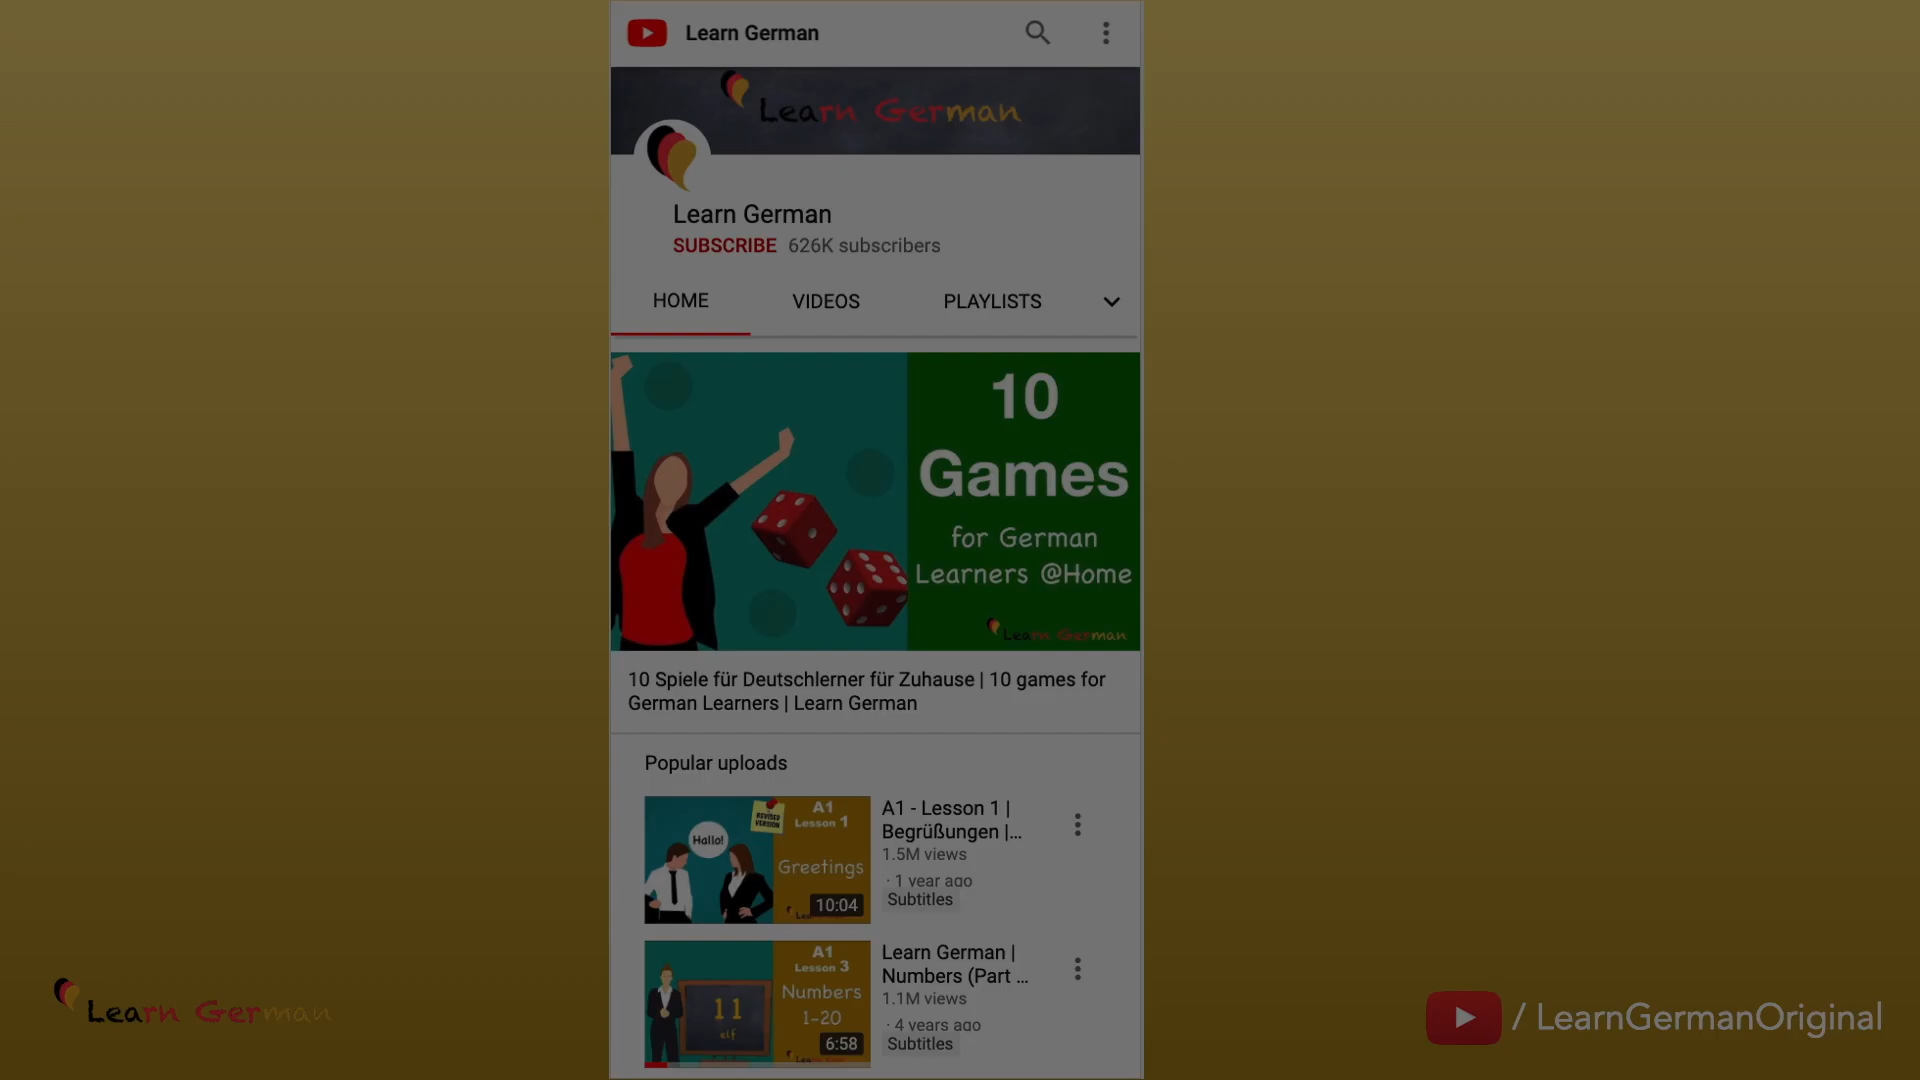 Learn German
Learn German
Learn German
SUBSCRIBE 626K subscribers
HOME VIDEOS PLAYLISTS
10
Games
for German
Learners @Home
Learn German
10 Spiele für Deutschlerner für Zuhause | 10 games for
German Learners | Learn German
Popular uploads
REVISED
VERSION
A1
Lesson 1
Hallo!
Greetings
10:04
A1 - Lesson 1 |
Begrüßungen |...
1.5M views
· 1 year ago
Subtitles
A1
Lesson 3
Numbers
1-20
11
elf
6:58
Learn German |
Numbers (Part ...
1.1M views
· 4 years ago
Subtitles
Learn German
/ LearnGermanOriginal